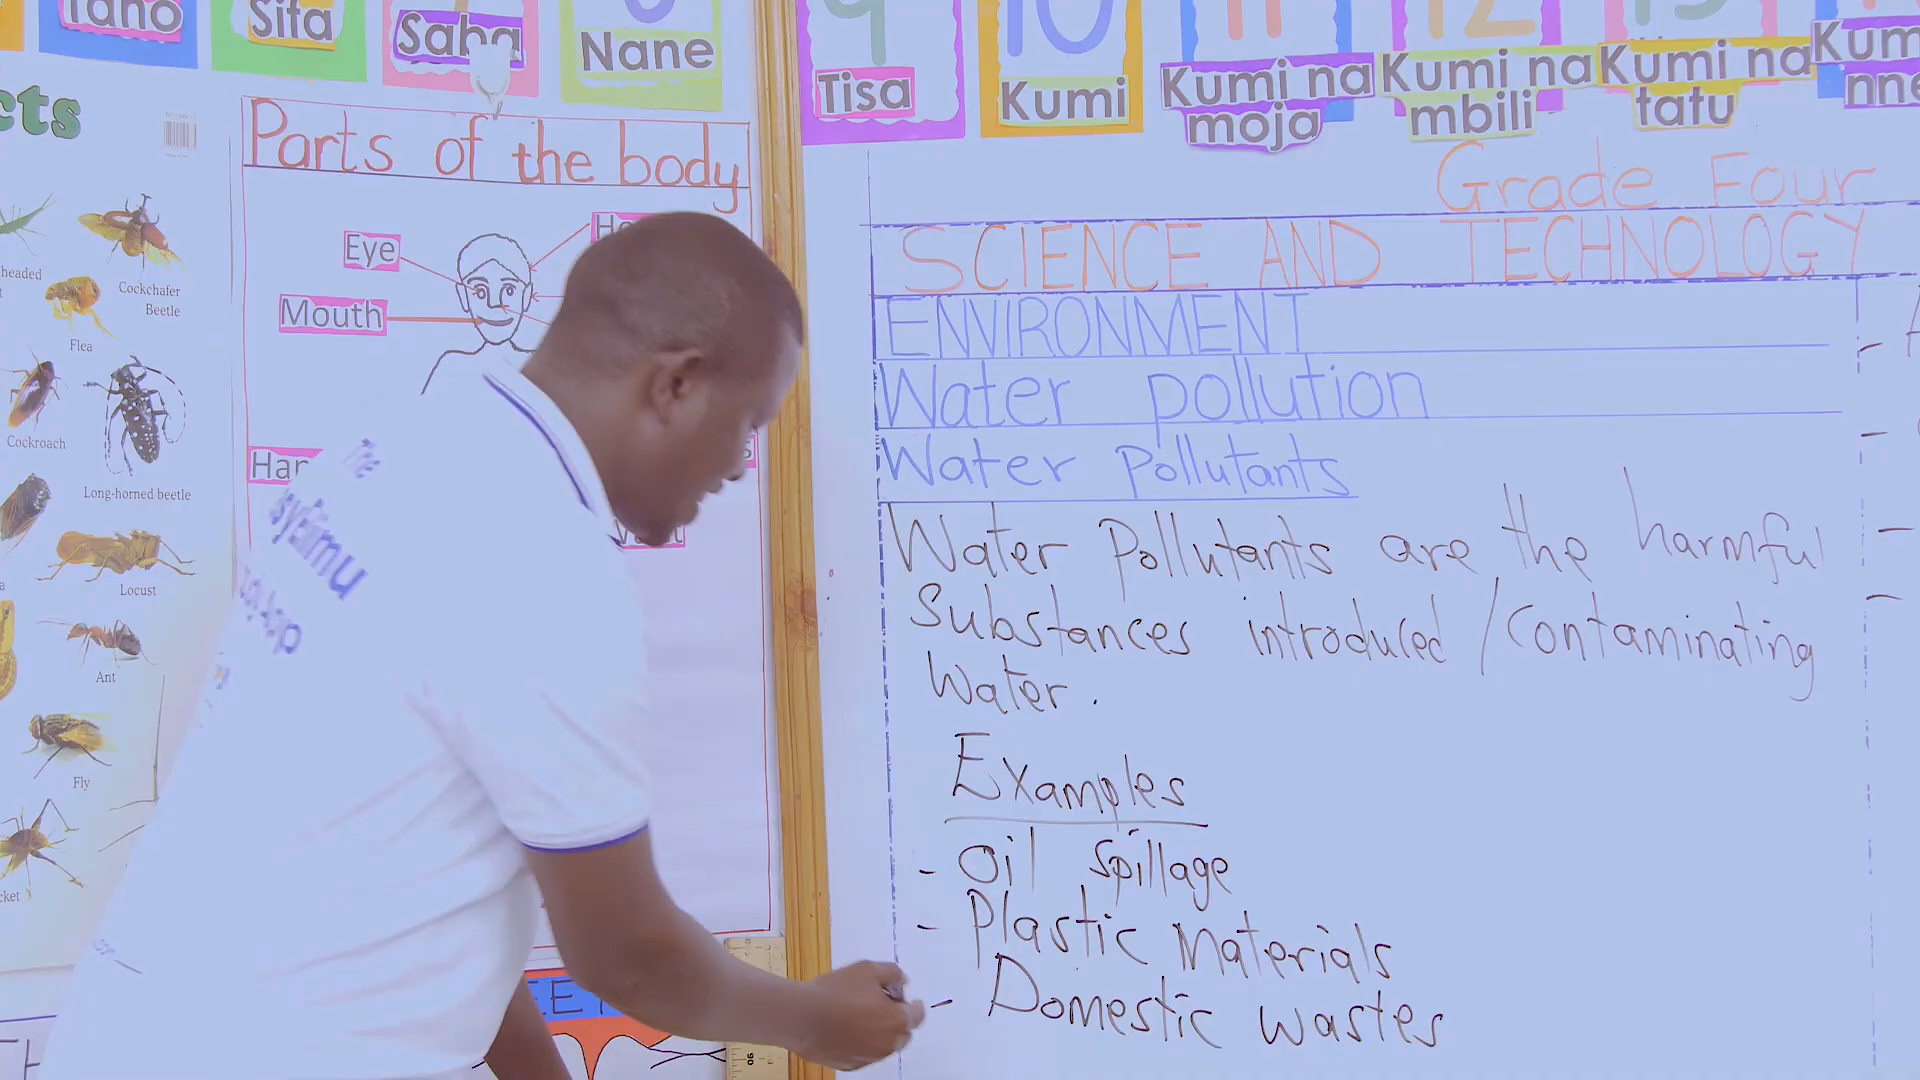 Tano
Sita
Saba
Nane
Tisa
Kumi
Kumi na
moja
Kumi na
mbili
Kumi na
tatu
10
Parts of the body
Eye
Mouth
headed
Cockchafer
Beetle
Flea
Cockroach
Long-horned beetle
Locust
Ant
Fly
Grade Four
SCIENCE AND TECHNOLOGY
ENVIRONMENT
Water pollution
Water Pollutants
Water Pollutants are the harmful
Substances introduced / Contaminating
Water.
Examples
- Oil Spillage
- Plastic Materials
- Domestic wastes